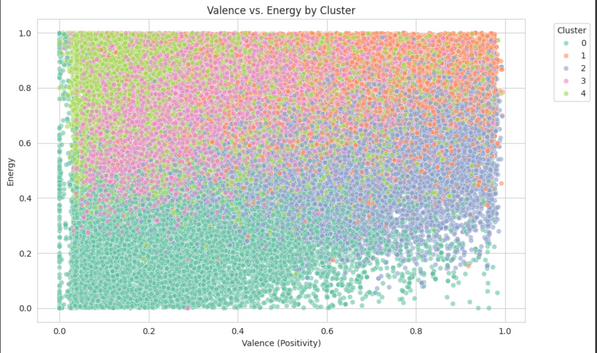 Valence vs. Energy by Cluster
Cluster
0
1
2
3
4
1.0
0.8
0.6
0.4
0.2
0.0
Energy
0.0 0.2 0.4 0.6 0.8 1.0
Valence (Positivity)